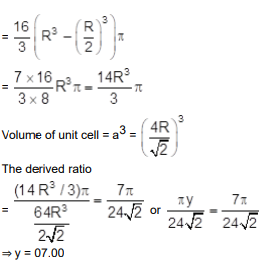 = 16/3 (R³ − (R/2)³) π
= (7 × 16)/(3 × 8) R³ π = 14R³/3 π
Volume of unit cell = a³ = (4R/√2)³
The derived ratio
= ((14 R³ / 3)π)/(64R³/(2√2)) = 7π/(24√2) or πy/(24√2) = 7π/(24√2)
⇒ y = 07.00